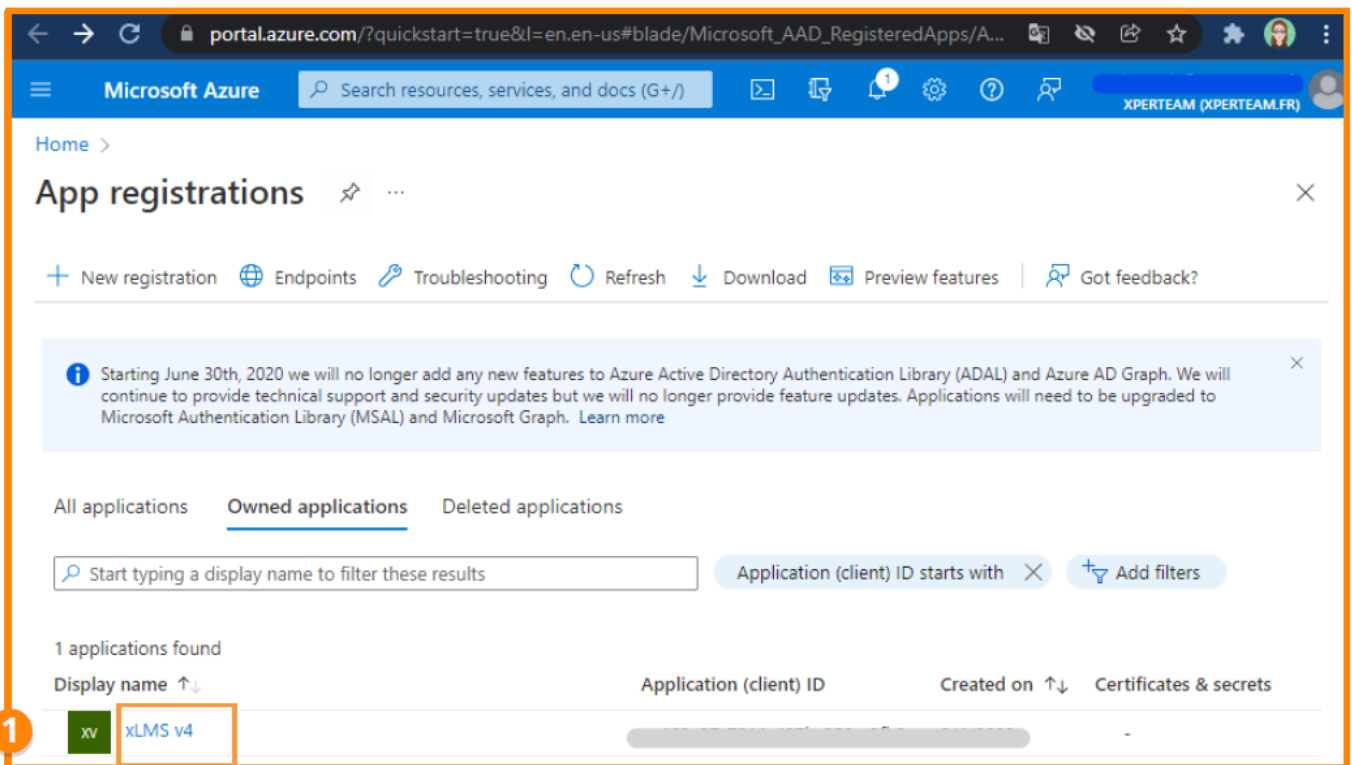 portal.azure.com/?quickstart=true&l=en.en-us#blade/Microsoft_AAD_RegisteredApps/A...
Microsoft Azure
Search resources, services, and docs (G+/)
1
XPERTEAM (XPERTEAM.FR)
Home >
App registrations
New registration Endpoints Troubleshooting Refresh Download Preview features Got feedback?
Starting June 30th, 2020 we will no longer add any new features to Azure Active Directory Authentication Library (ADAL) and Azure AD Graph. We will
continue to provide technical support and security updates but we will no longer provide feature updates. Applications will need to be upgraded to
Microsoft Authentication Library (MSAL) and Microsoft Graph. Learn more
All applications Owned applications Deleted applications
Start typing a display name to filter these results
Application (client) ID starts with
Add filters
1 applications found
Display name Application (client) ID Created on Certificates & secrets
1 XV xLMS v4 -